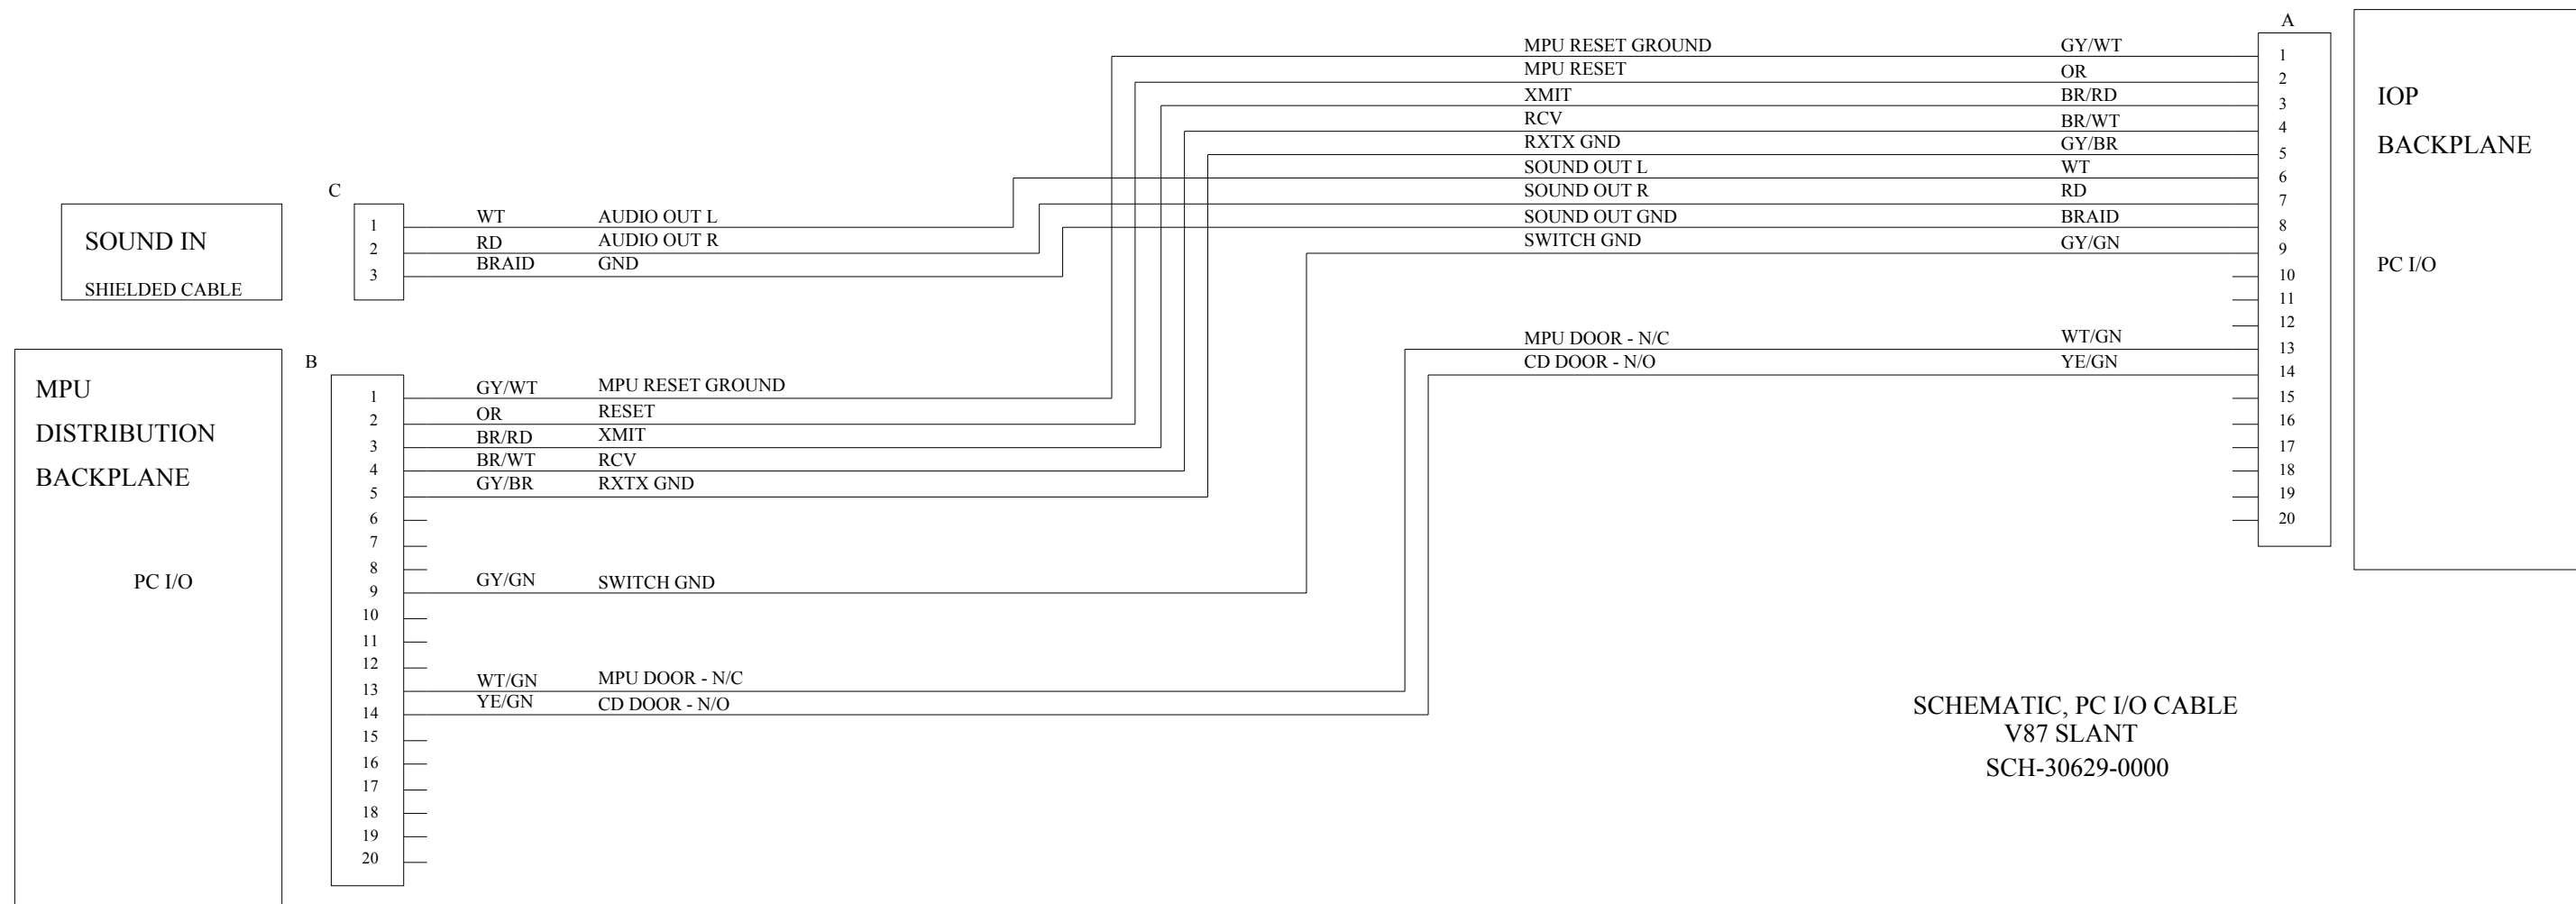 A
MPU RESET GROUND GY/WT 1
MPU RESET OR 2
XMIT BR/RD 3
RCV BR/WT 4
RXTX GND GY/BR 5
SOUND OUT L WT 6
SOUND OUT R RD 7
SOUND OUT GND BRAID 8
SWITCH GND GY/GN 9
10
11
12
MPU DOOR - N/C WT/GN 13
CD DOOR - N/O YE/GN 14
15
16
17
18
19
20
IOP
BACKPLANE
PC I/O
C
SOUND IN
SHIELDED CABLE
1 WT AUDIO OUT L
2 RD AUDIO OUT R
3 BRAID GND
B
MPU
DISTRIBUTION
BACKPLANE
PC I/O
1 GY/WT MPU RESET GROUND
2 OR RESET
3 BR/RD XMIT
4 BR/WT RCV
5 GY/BR RXTX GND
6
7
8
9 GY/GN SWITCH GND
10
11
12
13 WT/GN MPU DOOR - N/C
14 YE/GN CD DOOR - N/O
15
16
17
18
19
20
SCHEMATIC, PC I/O CABLE
V87 SLANT
SCH-30629-0000